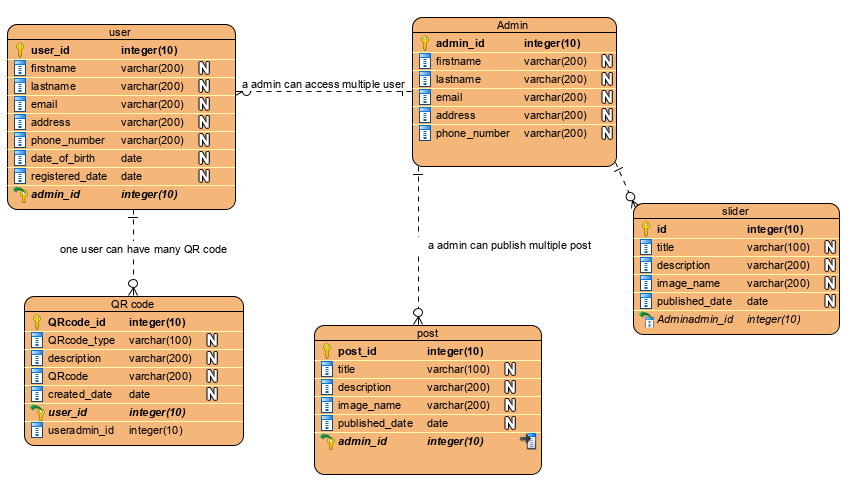 user
user_id integer(10)
firstname varchar(200) N
lastname varchar(200) N
email varchar(200) N
address varchar(200) N
phone_number varchar(200) N
date_of_birth date N
registered_date date N
admin_id integer(10)
a admin can access multiple user
Admin
admin_id integer(10)
firstname varchar(200) N
lastname varchar(200) N
email varchar(200) N
address varchar(200) N
phone_number varchar(200) N
one user can have many QR code
a admin can publish multiple post
slider
id integer(10)
title varchar(100) N
description varchar(200) N
image_name varchar(200) N
published_date date N
Adminadmin_id integer(10)
QR code
QRcode_id integer(10)
QRcode_type varchar(100) N
description varchar(200) N
QRcode varchar(200) N
created_date date N
user_id integer(10)
useradmin_id integer(10)
post
post_id integer(10)
title varchar(100) N
description varchar(200) N
image_name varchar(200) N
published_date date N
admin_id integer(10)